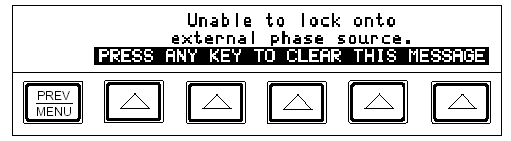 Unable to lock onto
external phase source.
PRESS ANY KEY TO CLEAR THIS MESSAGE
PREV
MENU